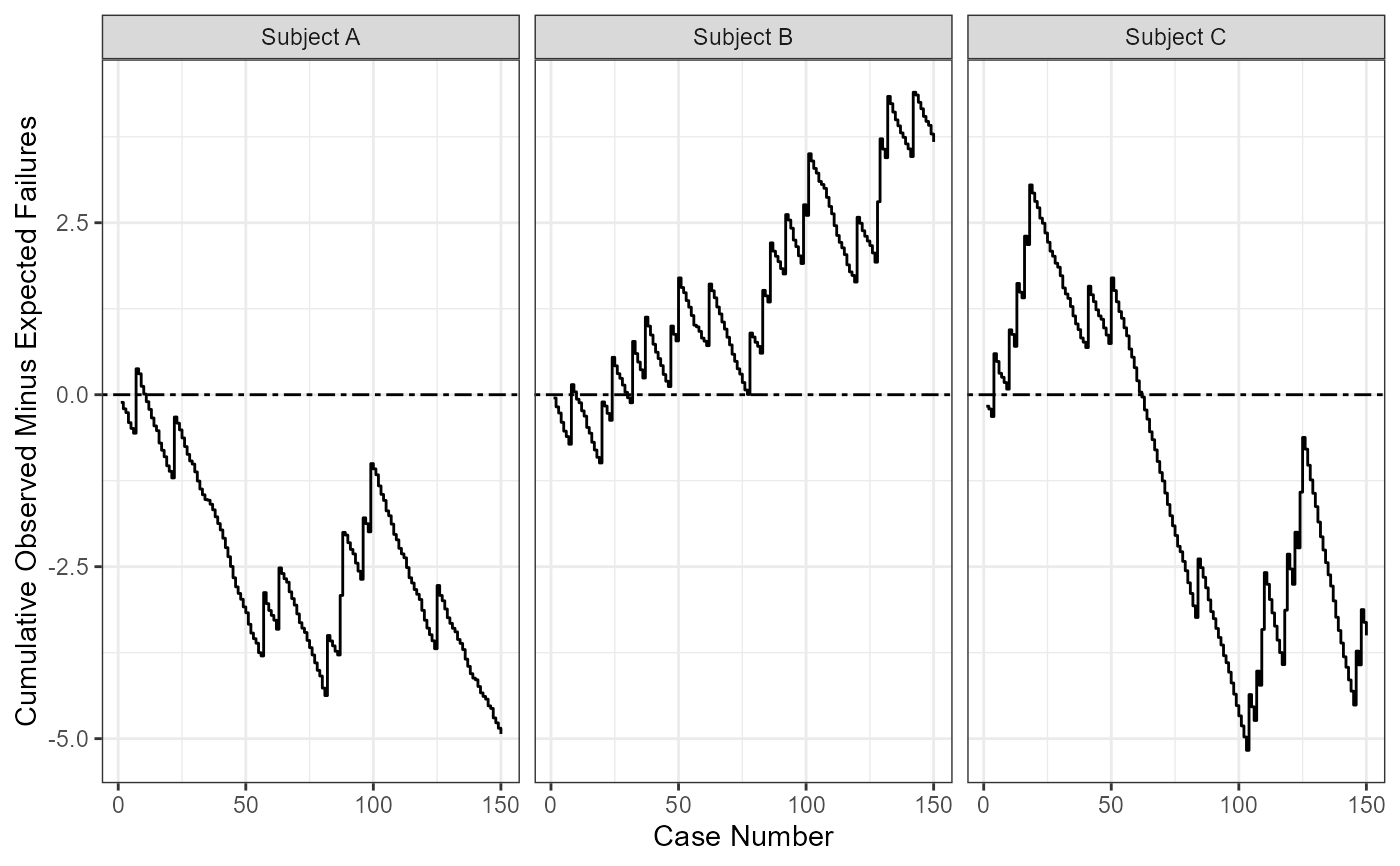 Subject A
Subject B
Subject C
Cumulative Observed Minus Expected Failures
2.5
0.0
-2.5
-5.0
0 50 100 150
0 50 100 150
0 50 100 150
Case Number